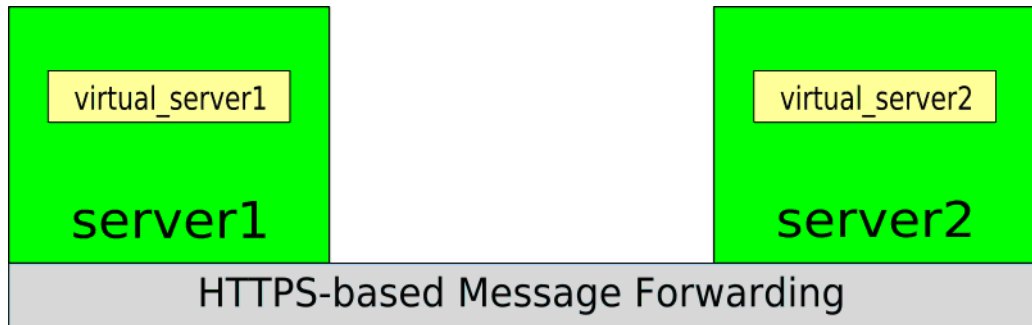 virtual_server1
virtual_server2
server1
server2
HTTPS-based Message Forwarding